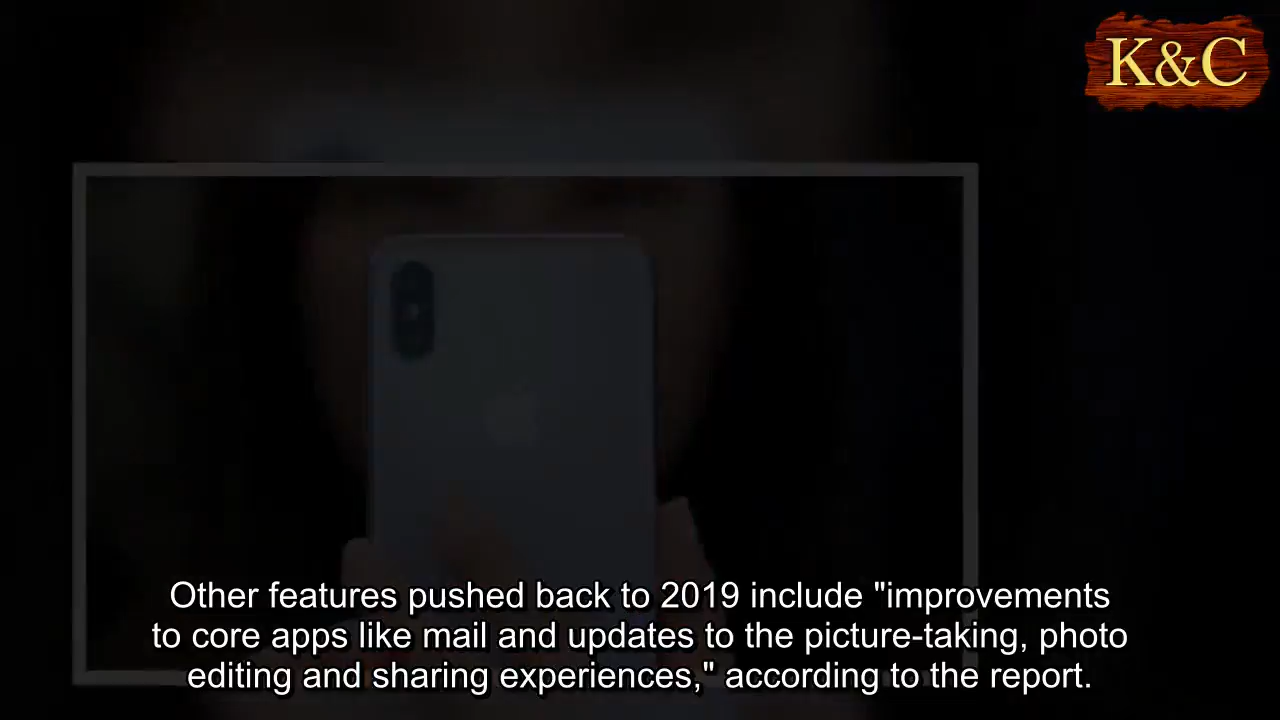 K&C
Other features pushed back to 2019 include "improvements
to core apps like mail and updates to the picture-taking, photo
editing and sharing experiences," according to the report.